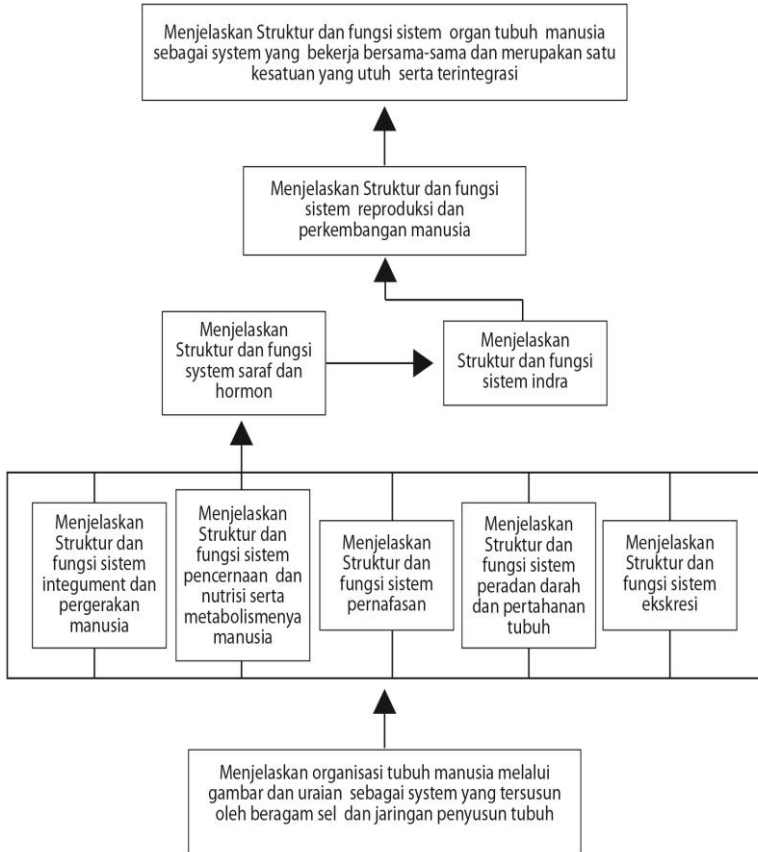 Menjelaskan Struktur dan fungsi sistem organ tubuh manusia
sebagai system yang bekerja bersama-sama dan merupakan satu
kesatuan yang utuh serta terintegrasi
Menjelaskan Struktur dan fungsi
sistem reproduksi dan
perkembangan manusia
Menjelaskan
Struktur dan fungsi
system saraf dan
hormon
Menjelaskan
Struktur dan fungsi
sistem indra
Menjelaskan
Struktur dan
fungsi sistem
integument dan
pergerakan
manusia
Menjelaskan
Struktur dan
fungsi sistem
pencernaan dan
nutrisi serta
metabolismenya
manusia
Menjelaskan
Struktur dan
fungsi sistem
pernafasan
Menjelaskan
Struktur dan
fungsi sistem
peradan darah
dan pertahanan
tubuh
Menjelaskan
Struktur dan
fungsi sistem
ekskresi
Menjelaskan organisasi tubuh manusia melalui
gambar dan uraian sebagai system yang tersusun
oleh beragam sel dan jaringan penyusun tubuh